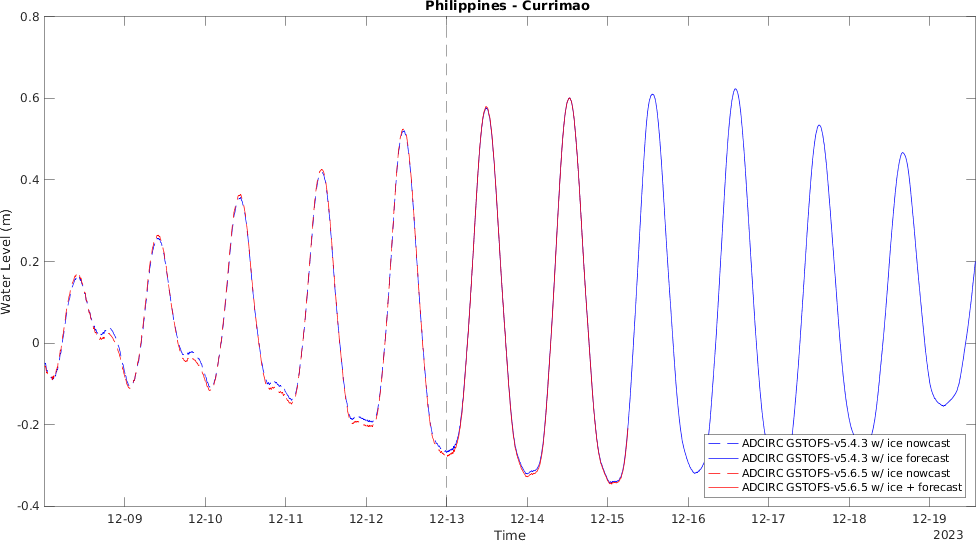 Philippines - Currimao
Water Level (m)
0.8
0.6
0.4
0.2
0
-0.2
-0.4
12-09
12-10
12-11
12-12
12-13
12-14
12-15
12-16
12-17
12-18
12-19
Time
2023
ADCIRC GSTOFS-v5.4.3 w/ ice nowcast
ADCIRC GSTOFS-v5.4.3 w/ ice forecast
ADCIRC GSTOFS-v5.6.5 w/ ice nowcast
ADCIRC GSTOFS-v5.6.5 w/ ice + forecast